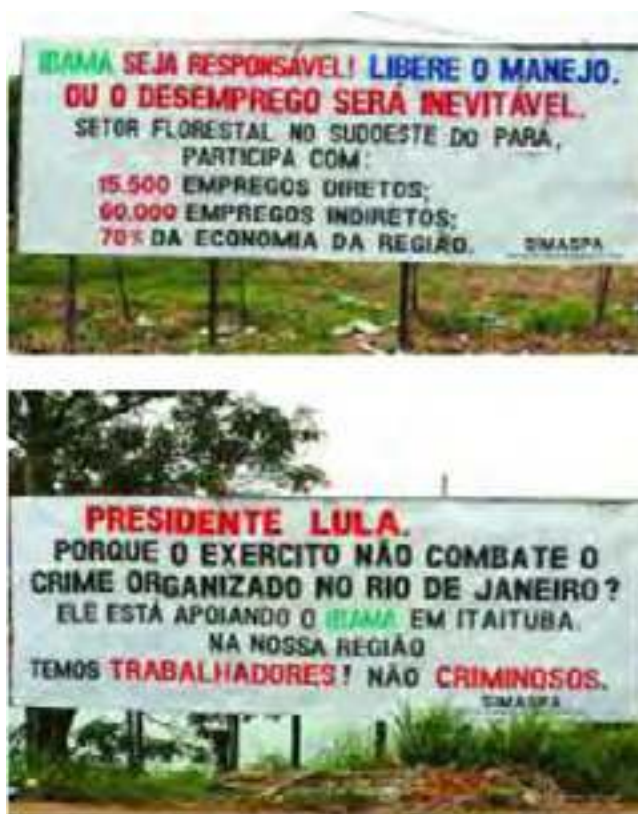 IBAMA SEJA RESPONSÁVEL! LIBERE O MANEJO.
OU O DESEMPREGO SERÁ INEVITÁVEL.
SETOR FLORESTAL NO SUDOESTE DO PARÁ,
PARTICIPA COM:
15.500 EMPREGOS DIRETOS;
60.000 EMPREGOS INDIRETOS;
70% DA ECONOMIA DA REGIÃO. SIMASPA
PRESIDENTE LULA.
PORQUE O EXERCITO NÃO COMBATE O
CRIME ORGANIZADO NO RIO DE JANEIRO?
ELE ESTÁ APOIANDO O IBAMA EM ITAITUBA.
NA NOSSA REGIÃO
TEMOS TRABALHADORES! NÃO CRIMINOSOS.
SIMASPA